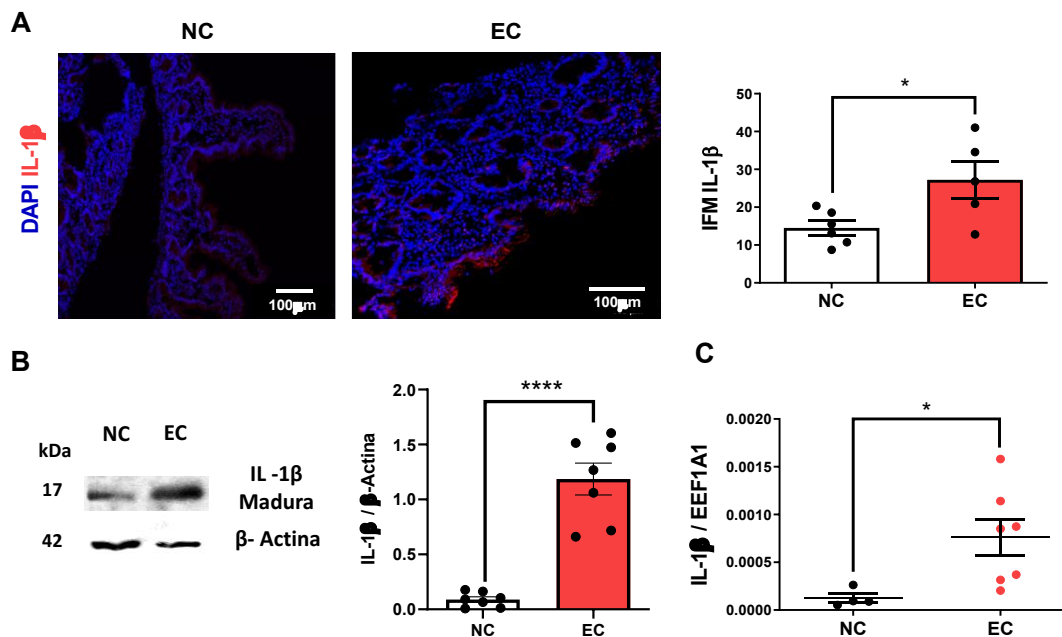 A
NC
EC
DAPI IL-1β
100μm
100μm
IFM IL-1β
50
40
30
20
10
0
*
NC
EC
B
kDa
NC
EC
17
IL -1β
Madura
42
β- Actina
IL-1β / β-Actina
2.0
1.5
1.0
0.5
0.0
****
NC
EC
C
IL-1β / EEF1A1
0.0020
0.0015
0.0010
0.0005
0.0000
*
NC
EC